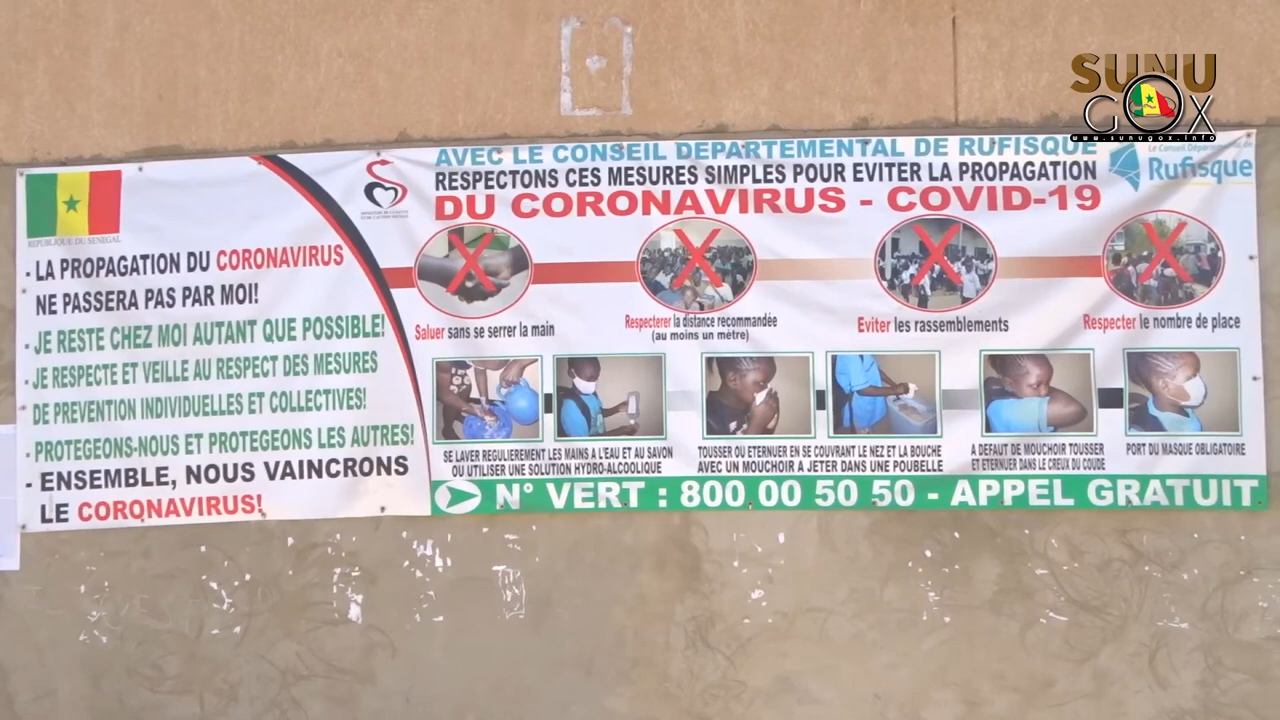 SUNU
GOX
www.sunugox.info
REPUBLIQUE DU SENEGAL
- LA PROPAGATION DU CORONAVIRUS
NE PASSERA PAS PAR MOI!
- JE RESTE CHEZ MOI AUTANT QUE POSSIBLE!
- JE RESPECTE ET VEILLE AU RESPECT DES MESURES
DE PREVENTION INDIVIDUELLES ET COLLECTIVES!
- PROTEGEONS-NOUS ET PROTEGEONS LES AUTRES!
- ENSEMBLE, NOUS VAINCRONS
LE CORONAVIRUS!
AVEC LE CONSEIL DEPARTEMENTAL DE RUFISQUE
RESPECTONS CES MESURES SIMPLES POUR EVITER LA PROPAGATION
DU CORONAVIRUS - COVID-19
Le Conseil
Rufisque
Saluer sans se serrer la main
Respecterer la distance recommandée
(au moins un mètre)
Eviter les rassemblements
Respecter le nombre de place
SE LAVER REGULIEREMENT LES MAINS A L'EAU ET AU SAVON
OU UTILISER UNE SOLUTION HYDRO-ALCOOLIQUE
TOUSSER OU ETERNUER EN SE COUVRANT LE NEZ ET LA BOUCHE
AVEC UN MOUCHOIR A JETER DANS UNE POUBELLE
A DEFAUT DE MOUCHOIR TOUSSER
ET ETERNUER DANS LE CREUX DU COUDE
PORT DU MASQUE OBLIGATOIRE
N° VERT : 800 00 50 50 - APPEL GRATUIT